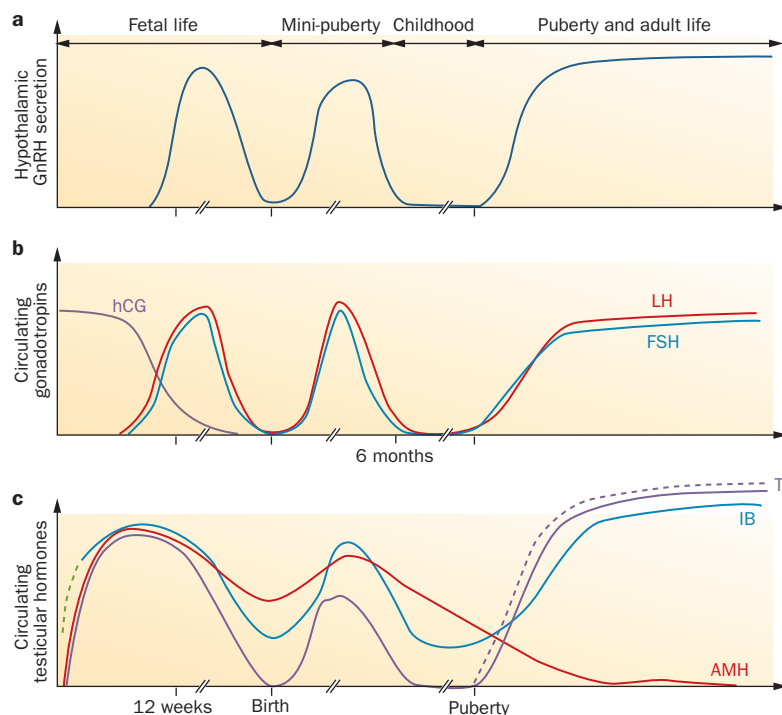 a
Fetal life
Mini-puberty
Childhood
Puberty and adult life
Hypothalamic
GnRH secretion
b
hCG
LH
FSH
Circulating
gonadotropins
6 months
c
T
IB
AMH
Circulating
testicular hormones
12 weeks
Birth
Puberty